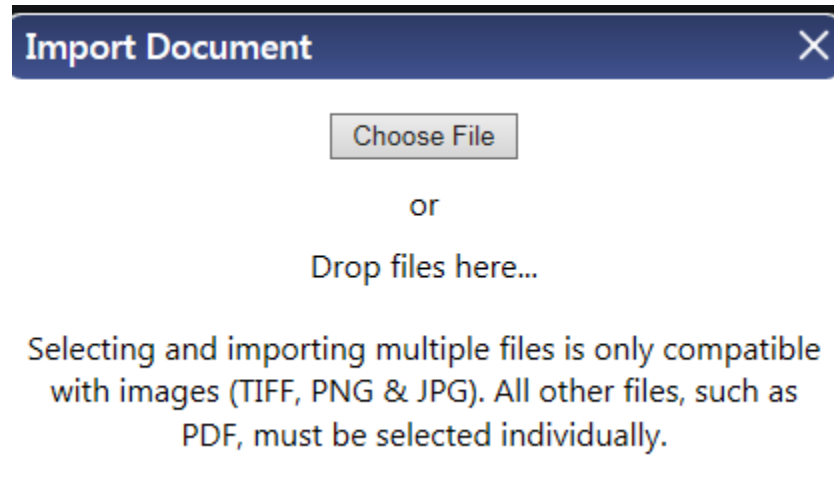 Import Document
Choose File
or
Drop files here...
Selecting and importing multiple files is only compatible
with images (TIFF, PNG & JPG). All other files, such as
PDF, must be selected individually.